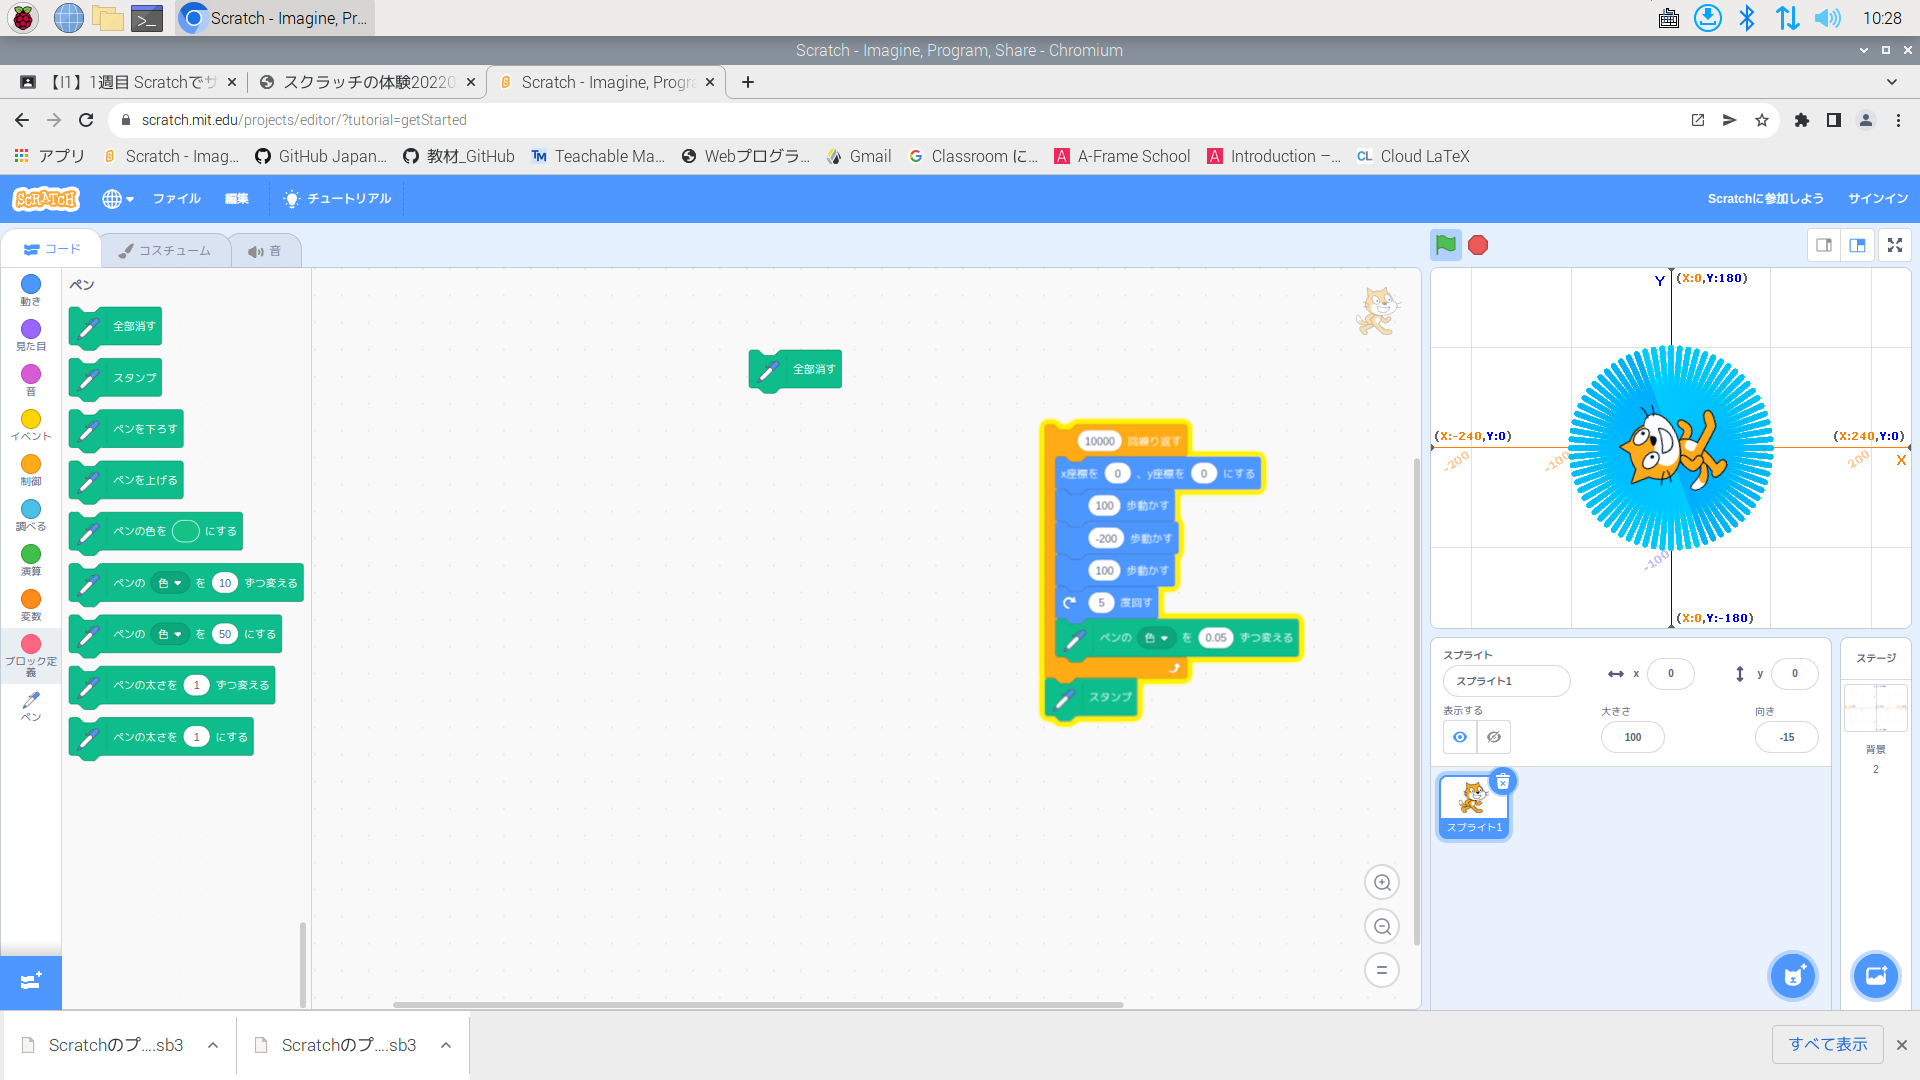 Scratch - Imagine, Pr...
10:28
Scratch - Imagine, Program, Share - Chromium
【I1】1週目 Scratchでサ
スクラッチの体験20220
Scratch - Imagine, Progra
scratch.mit.edu/projects/editor/?tutorial=getStarted
アプリ
Scratch - Imag...
GitHub Japan...
教材_GitHub
Teachable Ma...
Webプログラ...
Gmail
Classroom に...
A-Frame School
Introduction –...
Cloud LaTeX
SCRATCH
ファイル
編集
チュートリアル
Scratchに参加しよう
サインイン
コード
コスチューム
音
動き
見た目
音
イベント
制御
調べる
演算
変数
ブロック定義
ペン
ペン
全部消す
スタンプ
ペンを下ろす
ペンを上げる
ペンの色を にする
ペンの 色 を 10 ずつ変える
ペンの 色 を 50 にする
ペンの太さを 1 ずつ変える
ペンの太さを 1 にする
全部消す
10000 回繰り返す
x座標を 0 、y座標を 0 にする
100 歩動かす
-200 歩動かす
100 歩動かす
5 度回す
ペンの 色 を 0.05 ずつ変える
スタンプ
Y
(X:0,Y:180)
(X:-240,Y:0)
(X:240,Y:0)
-200
-100
200
X
-100
(X:0,Y:-180)
スプライト
スプライト1
x 0
y 0
表示する
大きさ
100
向き
-15
スプライト1
ステージ
背景
2
Scratchのプ....sb3
Scratchのプ....sb3
すべて表示